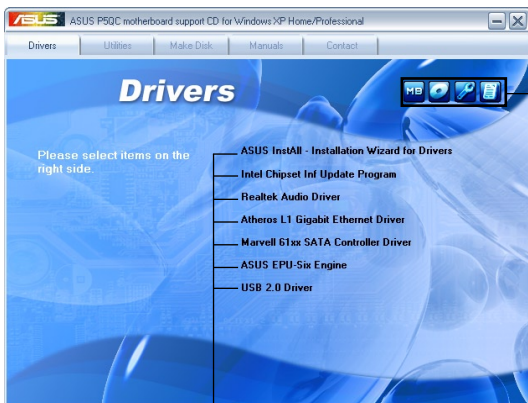 ASUS ASUS P5QC motherboard support CD for Windows XP Home/Professional
Drivers Utilities Make Disk Manuals Contact
Drivers
MB
Please select items on the
right side.
ASUS InstAll - Installation Wizard for Drivers
Intel Chipset Inf Update Program
Realtek Audio Driver
Atheros L1 Gigabit Ethernet Driver
Marvell 61xx SATA Controller Driver
ASUS EPU-Six Engine
USB 2.0 Driver